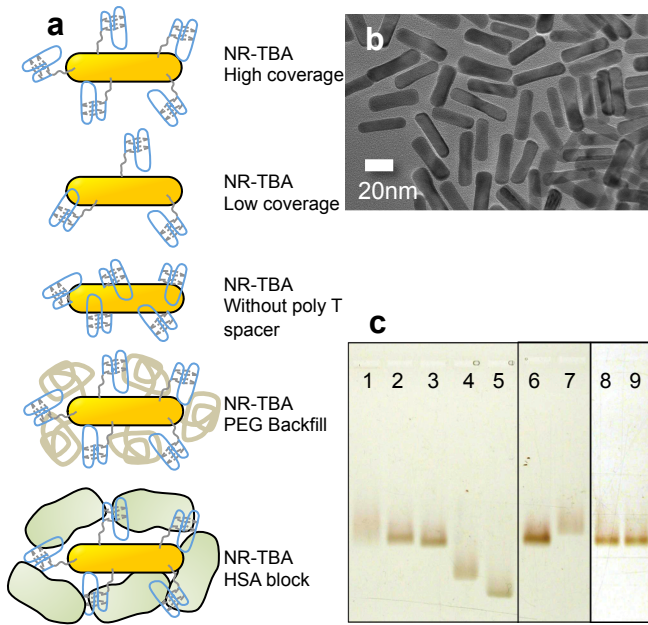 a
NR-TBA
High coverage
NR-TBA
Low coverage
NR-TBA
Without poly T
spacer
NR-TBA
PEG Backfill
NR-TBA
HSA block
b
20nm
c
1 2 3 4 5 6 7 8 9